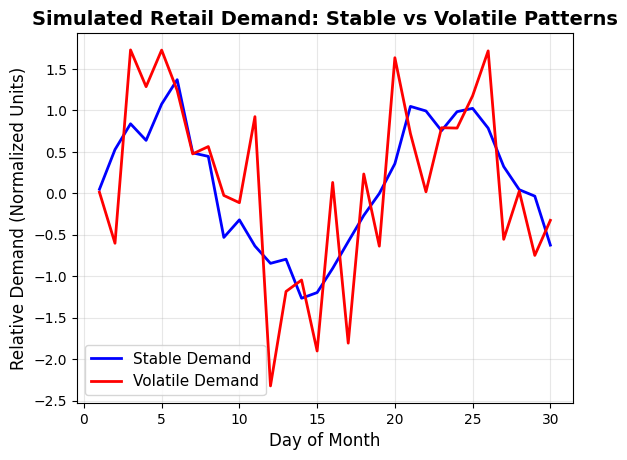 Simulated Retail Demand: Stable vs Volatile Patterns
Relative Demand (Normalized Units)
1.5
1.0
0.5
0.0
−0.5
−1.0
−1.5
−2.0
−2.5
Stable Demand
Volatile Demand
0 5 10 15 20 25 30
Day of Month